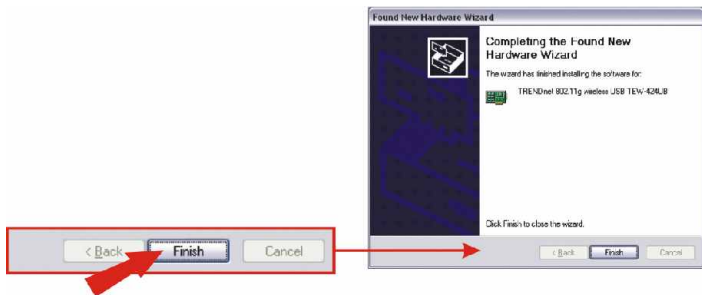 Found New Hardware Wizard
Completing the Found New
Hardware Wizard
The wizard has finished installing the software for:
TRENDnet 802.11g wireless USB TEW-424UB
Click Finish to close the wizard.
< Back Finish Cancel
< Back Finish Cancel